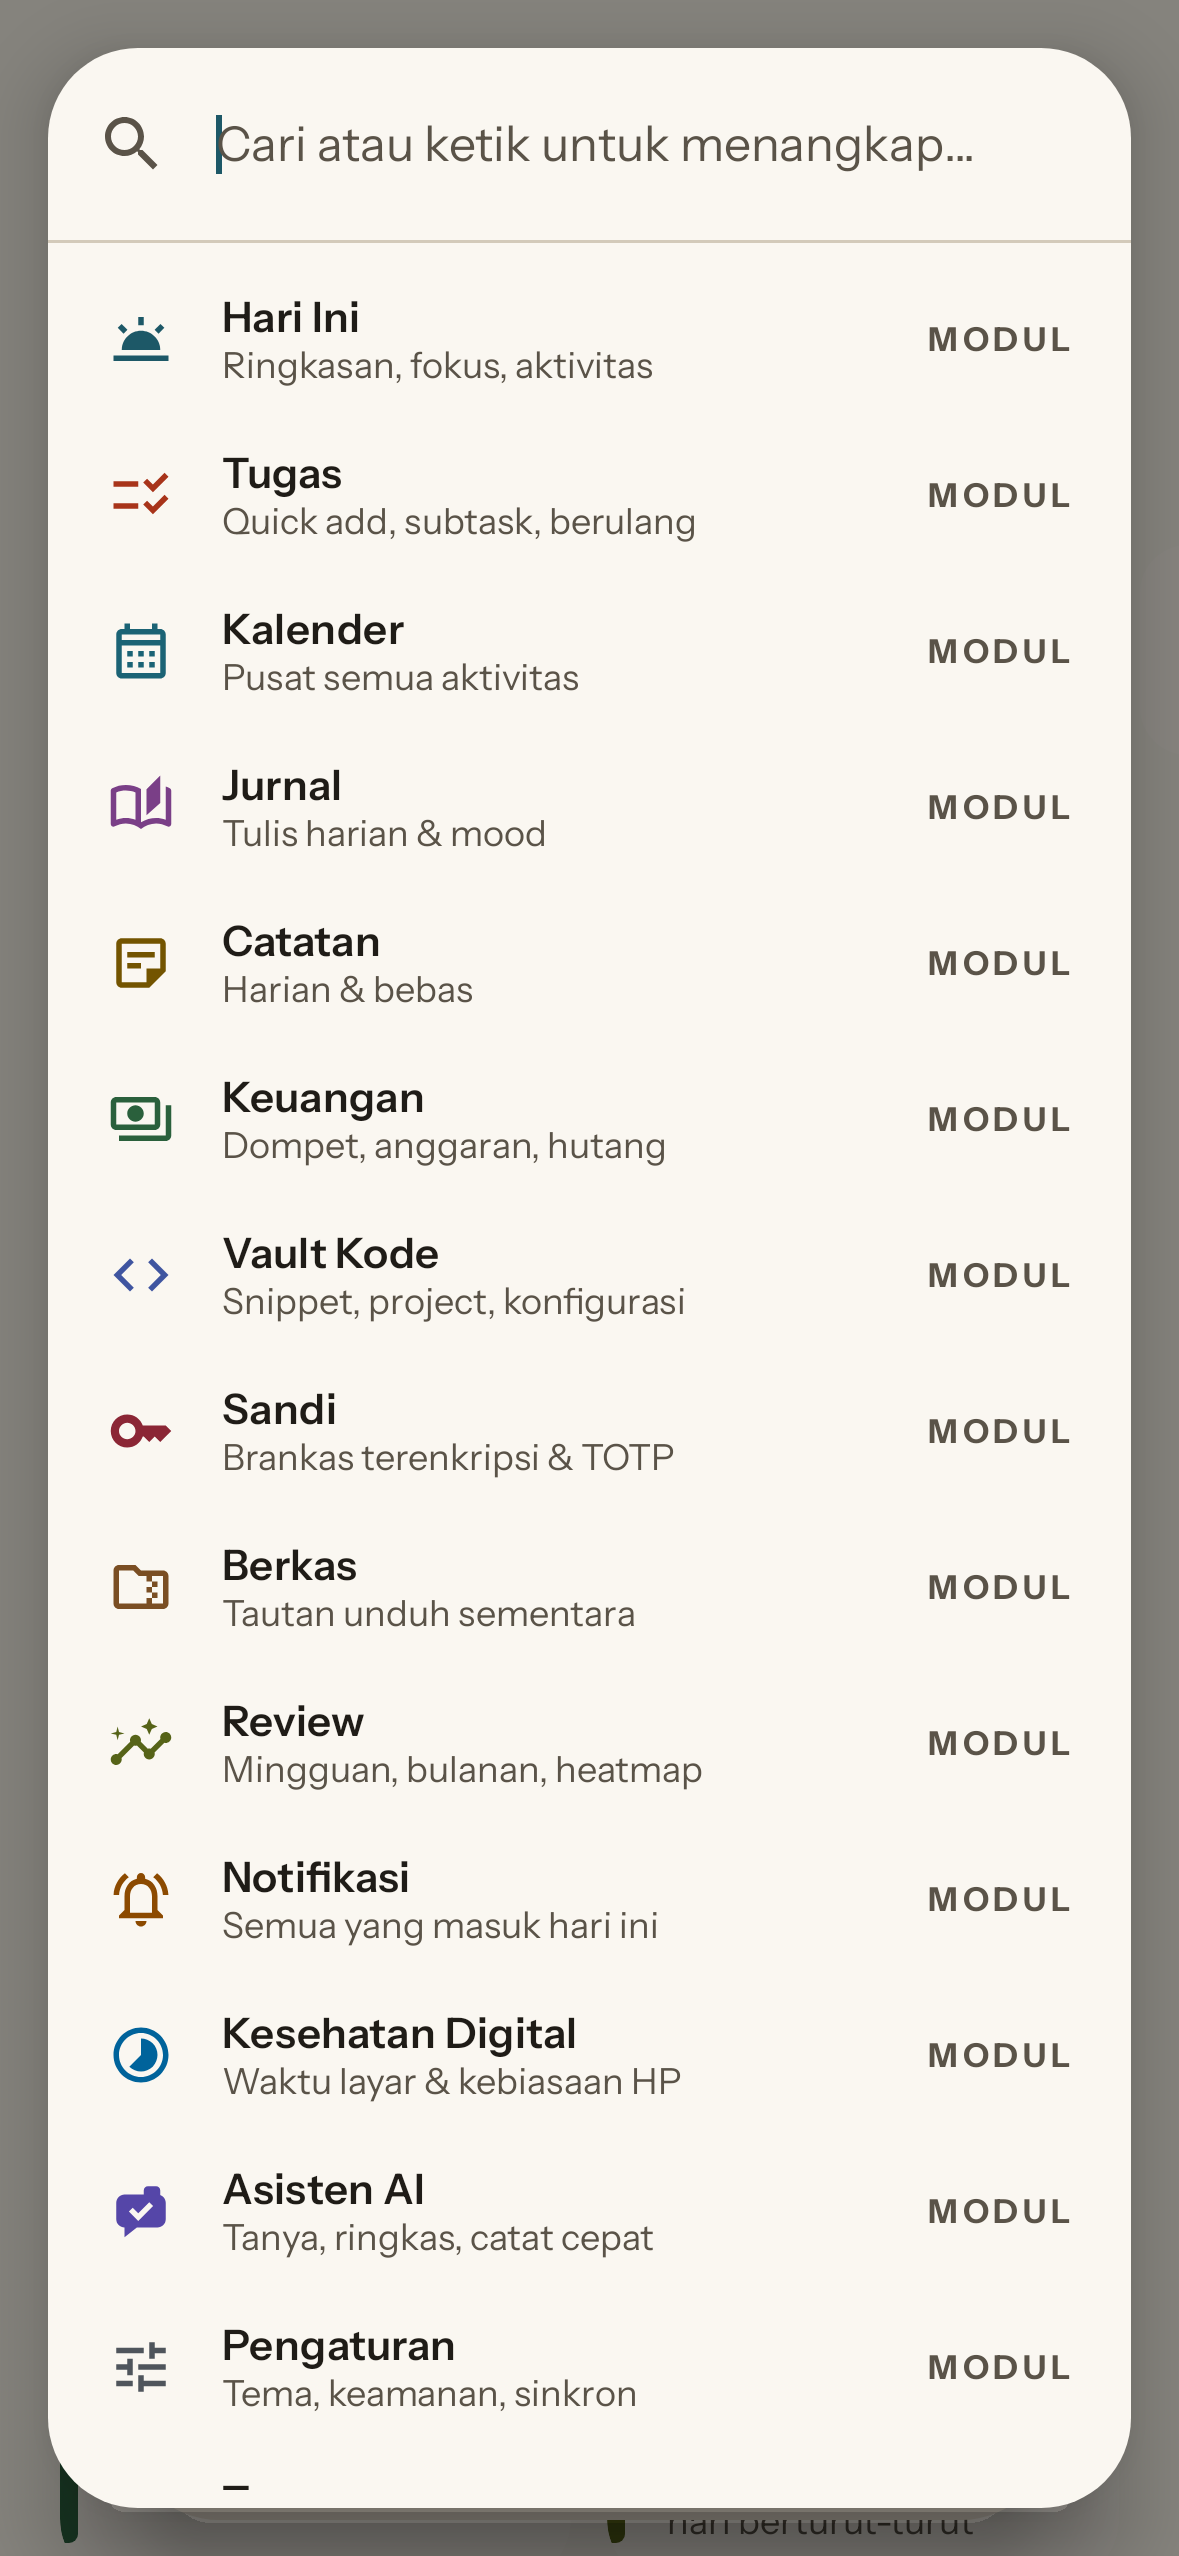 Cari atau ketik untuk menangkap...
Hari Ini
Ringkasan, fokus, aktivitas
MODUL
Tugas
Quick add, subtask, berulang
MODUL
Kalender
Pusat semua aktivitas
MODUL
Jurnal
Tulis harian & mood
MODUL
Catatan
Harian & bebas
MODUL
Keuangan
Dompet, anggaran, hutang
MODUL
Vault Kode
Snippet, project, konfigurasi
MODUL
Sandi
Brankas terenkripsi & TOTP
MODUL
Berkas
Tautan unduh sementara
MODUL
Review
Mingguan, bulanan, heatmap
MODUL
Notifikasi
Semua yang masuk hari ini
MODUL
Kesehatan Digital
Waktu layar & kebiasaan HP
MODUL
Asisten AI
Tanya, ringkas, catat cepat
MODUL
Pengaturan
Tema, keamanan, sinkron
MODUL
hari berturut-turut